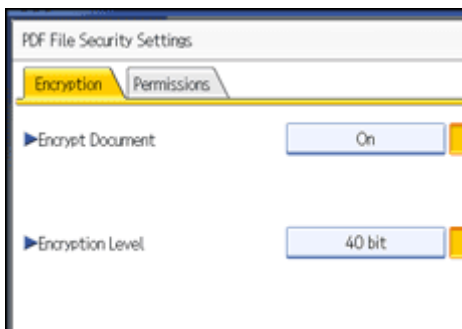 PDF File Security Settings
Encryption Permissions
►Encrypt Document On
►Encryption Level 40 bit